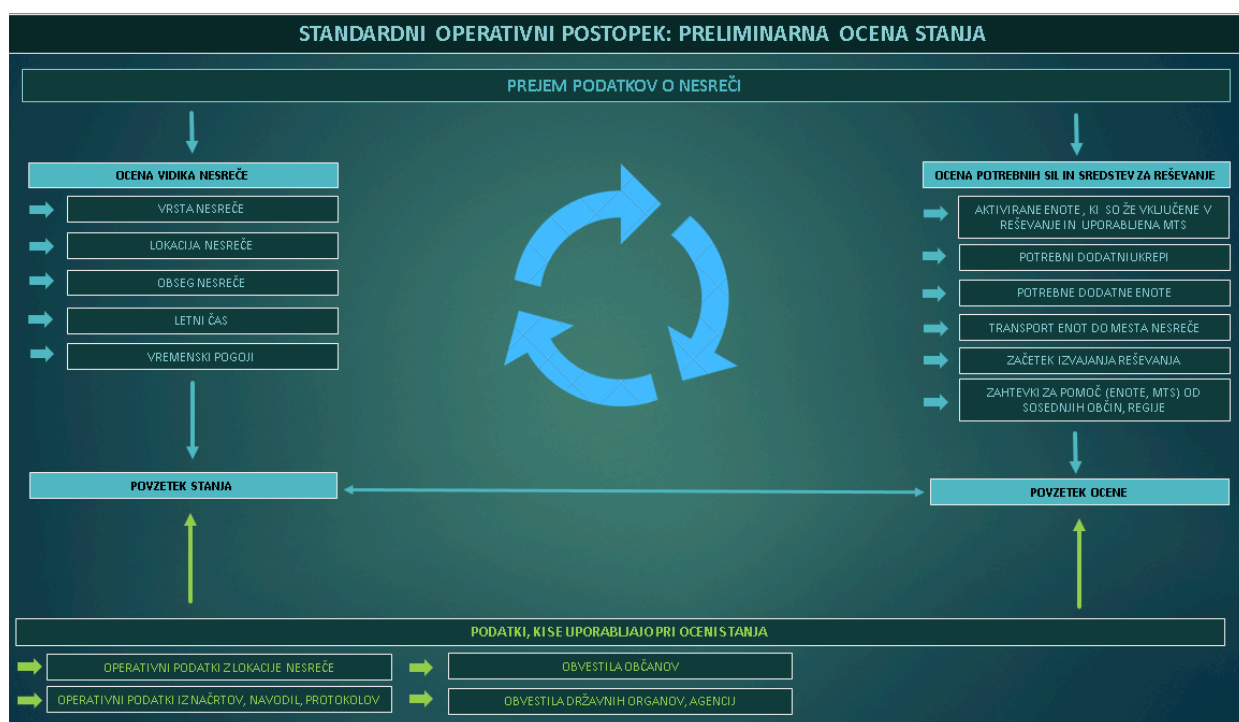 STANDARDNI OPERATIVNI POSTOPEK: PRELIMINARNA OCENA STANJA
PREJEM PODATKOV O NESREČI
OCENA VIDIKA NESREČE
VRSTA NESREČE
LOKACIJA NESREČE
OBSEG NESREČE
LETNI ČAS
VREMENSKI POGOJI
POVZETEK STANJA
OCENA POTREBNIH SIL IN SREDSTEV ZA REŠEVANJE
AKTIVIRANE ENOTE, KI SO ŽE VKLJUČENE V
REŠEVANJE IN UPORABLJENA MTS
POTREBNI DODATNI UKREPI
POTREBNE DODATNE ENOTE
TRANSPORT ENOT DO MESTA NESREČE
ZAČETEK IZVAJANJA REŠEVANJA
ZAHTEVKI ZA POMOČ (ENOTE, MTS) OD
SOSEDNJIH OBČIN, REGIJE
POVZETEK OCENE
PODATKI, KI SE UPORABLJAJO PRI OCENI STANJA
OPERATIVNI PODATKI Z LOKACIJE NESREČE
OBVESTILA OBČANOV
OPERATIVNI PODATKI IZ NAČRTOV, NAVODIL, PROTOKOLOV
OBVESTILA DRŽAVNIH ORGANOV, AGENCIJ